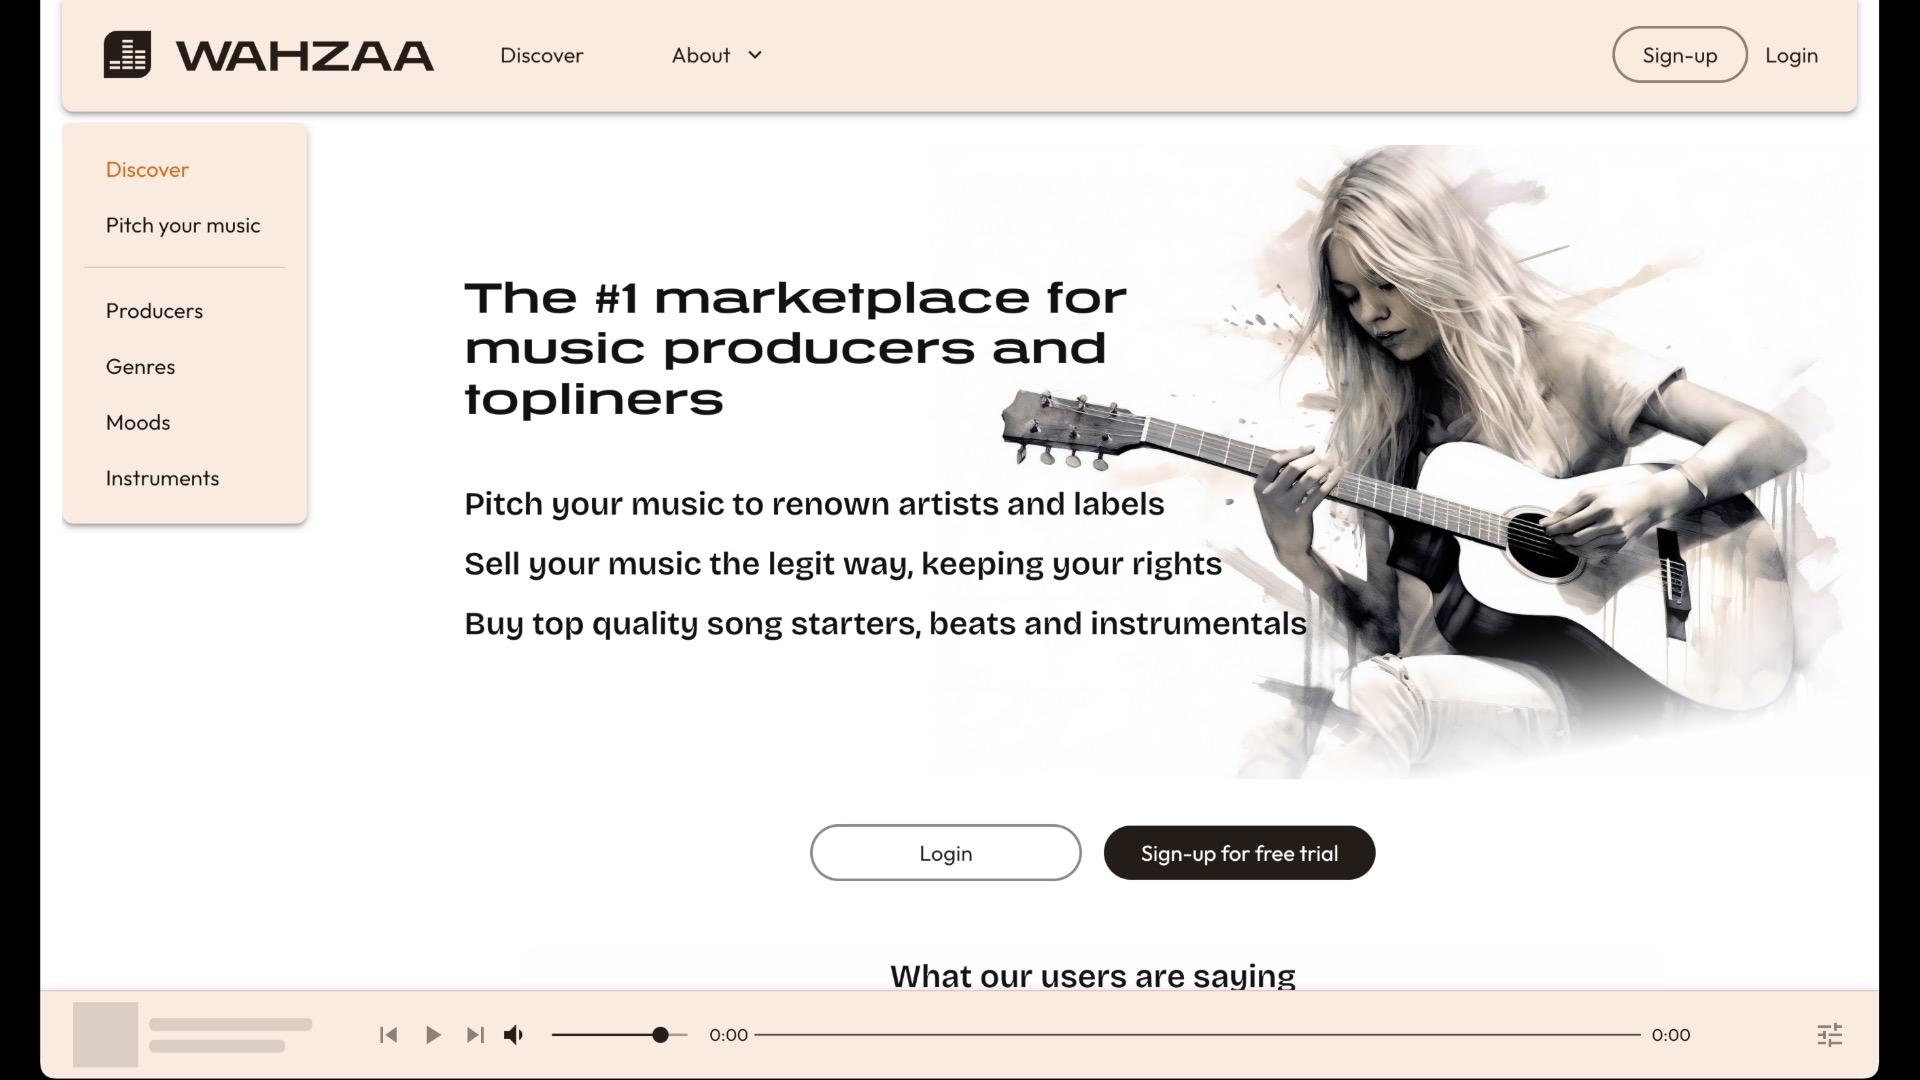 WAHZAA
Discover
About
Sign-up
Login
Discover
Pitch your music
Producers
Genres
Moods
Instruments
The #1 marketplace for
music producers and
topliners
Pitch your music to renown artists and labels
Sell your music the legit way, keeping your rights
Buy top quality song starters, beats and instrumentals
Login
Sign-up for free trial
What our users are saying
0:00
0:00